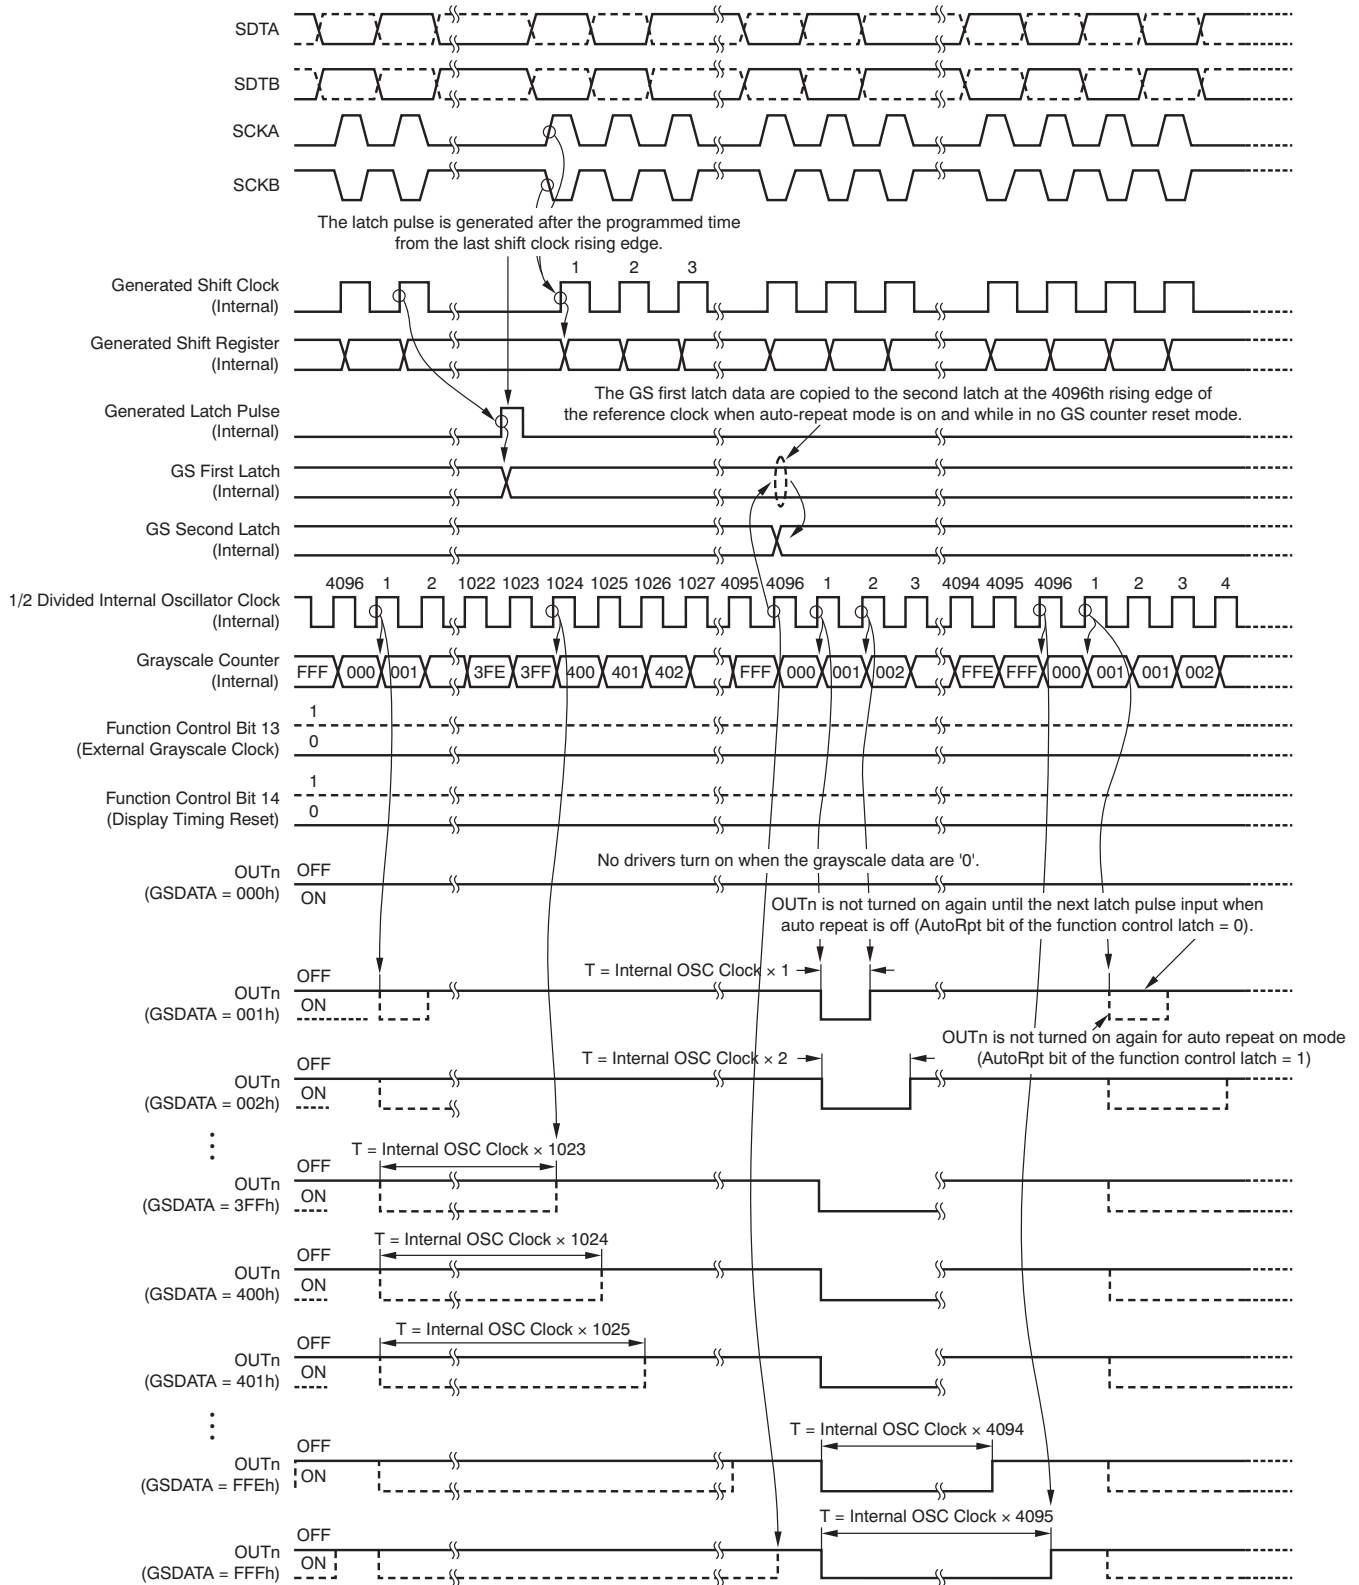 SDTA
SDTB
SCKA
SCKB
The latch pulse is generated after the programmed time
from the last shift clock rising edge.
1 2 3
Generated Shift Clock
(Internal)
Generated Shift Register
(Internal)
The GS first latch data are copied to the second latch at the 4096th rising edge of
the reference clock when auto-repeat mode is on and while in no GS counter reset mode.
Generated Latch Pulse
(Internal)
GS First Latch
(Internal)
GS Second Latch
(Internal)
4096 1 2 1022 1023 1024 1025 1026 1027 4095 4096 1 2 3 4094 4095 4096 1 2 3 4
1/2 Divided Internal Oscillator Clock
(Internal)
Grayscale Counter
(Internal)
FFF 000 001 3FE 3FF 400 401 402 FFF 000 001 002 FFE FFF 000 001 001 002
1
Function Control Bit 13
(External Grayscale Clock)
0
1
Function Control Bit 14
(Display Timing Reset)
0
No drivers turn on when the grayscale data are '0'.
OFF
OUTn
(GSDATA = 000h)
ON
OUTn is not turned on again until the next latch pulse input when
auto repeat is off (AutoRpt bit of the function control latch = 0).
T = Internal OSC Clock × 1
OFF
OUTn
(GSDATA = 001h)
ON
OUTn is not turned on again for auto repeat on mode
(AutoRpt bit of the function control latch = 1)
T = Internal OSC Clock × 2
OFF
OUTn
(GSDATA = 002h)
ON
T = Internal OSC Clock × 1023
OFF
OUTn
(GSDATA = 3FFh)
ON
T = Internal OSC Clock × 1024
OFF
OUTn
(GSDATA = 400h)
ON
T = Internal OSC Clock × 1025
OFF
OUTn
(GSDATA = 401h)
ON
T = Internal OSC Clock × 4094
OFF
OUTn
(GSDATA = FFEh)
ON
T = Internal OSC Clock × 4095
OFF
OUTn
(GSDATA = FFFh)
ON